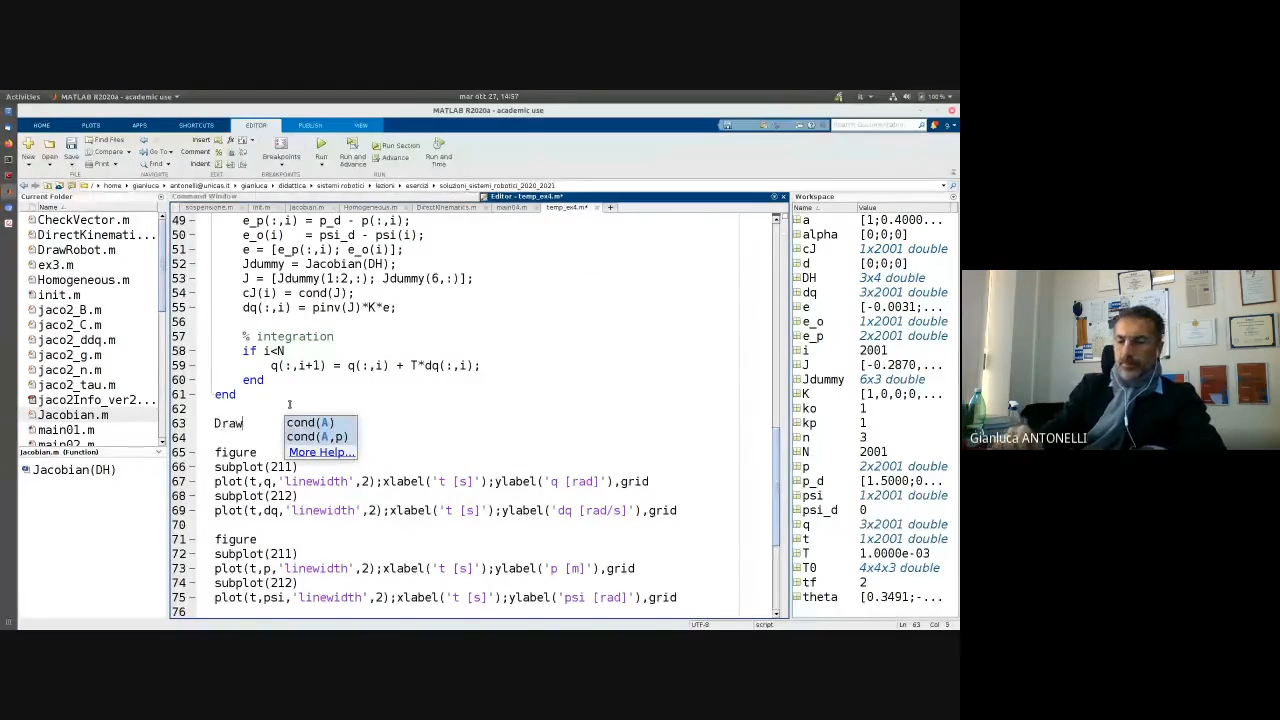 Activities
MATLAB R2020a - academic use
mar ott 27, 14:57
100 %
MATLAB R2020a - academic use
HOME PLOTS APPS SHORTCUTS EDITOR PUBLISH VIEW
New Open Save
Find Files
Compare
Print
Go To
Find
Insert
Comment
Indent
Breakpoints
Run
Run and Advance
Run Section
Advance
Run and Time
FILE NAVIGATE EDIT BREAKPOINTS RUN
/ home gianluca antonelli@unicas.it gianluca didattica sistemi robotici lezioni esercizi soluzioni_sistemi_robotici_2020_2021
Current Folder
Name
CheckVector.m
DirectKinemati...
DrawRobot.m
ex3.m
Homogeneous.m
init.m
jaco2_B.m
jaco2_C.m
jaco2_ddq.m
jaco2_g.m
jaco2_n.m
jaco2_tau.m
jaco2Info_ver2...
Jacobian.m
main01.m
main02.m
Jacobian.m (Function)
Jacobian(DH)
Command Window
Editor - temp_ex4.m*
sospensione.m init.m jacobian.m Homogeneous.m DirectKinematics.m main04.m temp_ex4.m* +
49 e_p(:,i) = p_d - p(:,i);
50 e_o(i) = psi_d - psi(i);
51 e = [e_p(:,i); e_o(i)];
52 Jdummy = Jacobian(DH);
53 J = [Jdummy(1:2,:); Jdummy(6,:)];
54 cJ(i) = cond(J);
55 dq(:,i) = pinv(J)*K*e;
56
57 % integration
58 if i<N
59 q(:,i+1) = q(:,i) + T*dq(:,i);
60 end
61 end
62
63 Draw
cond(A)
cond(A,p)
More Help...
64
65 figure
66 subplot(211)
67 plot(t,q,'linewidth',2);xlabel('t [s]');ylabel('q [rad]'),grid
68 subplot(212)
69 plot(t,dq,'linewidth',2);xlabel('t [s]');ylabel('dq [rad/s]'),grid
70
71 figure
72 subplot(211)
73 plot(t,p,'linewidth',2);xlabel('t [s]');ylabel('p [m]'),grid
74 subplot(212)
75 plot(t,psi,'linewidth',2);xlabel('t [s]');ylabel('psi [rad]'),grid
76
UTF-8 script Ln 63 Col 9
Workspace
Name Value
a [1;0.4000...
alpha [0;0;0]
cJ 1x2001 double
d [0;0;0]
DH 3x4 double
dq 3x2001 double
e [-0.0031;...
e_o 1x2001 double
e_p 2x2001 double
i 2001
J [-0.2870,...
Jdummy 6x3 double
K [1,0,0;0,1...
ko 1
kp 1
n 3
N 2001
p 2x2001 double
p_d [1.5000;0...
psi 1x2001 double
psi_d 0
q 3x2001 double
t 1x2001 double
T 1.0000e-03
T0 4x4x3 double
tf 2
theta [0.3491;-...
Gianluca ANTONELLI